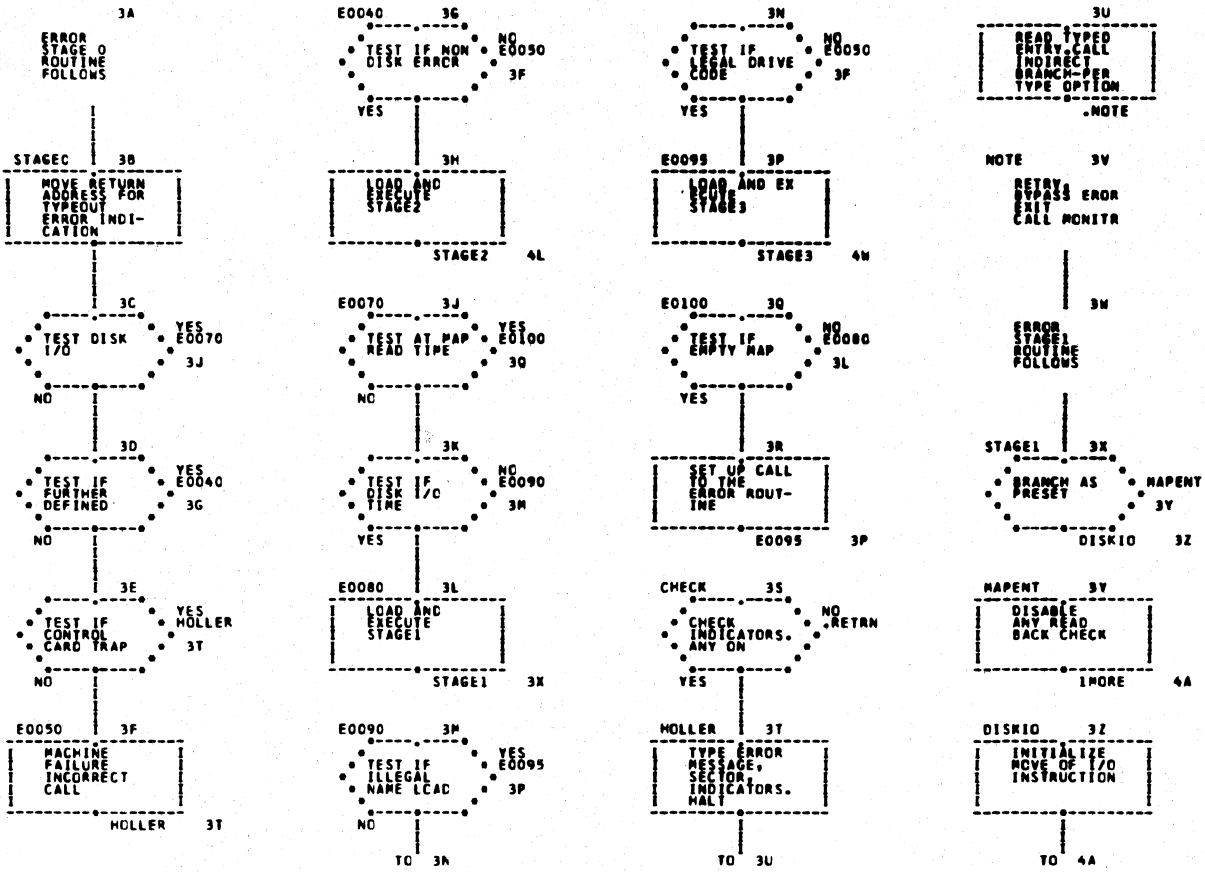 3A
ERROR
STAGE 0
ROUTINE
FOLLOWS
STAGEC 3B
MOVE RETURN
ADDRESS FOR
TYPEOUT
ERROR INDI-
CATION
3C
TEST DISK
I/O
YES
E0070
3J
NO
3D
TEST IF
FURTHER
DEFINED
YES
E0040
3G
NO
3E
TEST IF
CONTROL
CARD TRAP
YES
HOLLER
3T
NO
E0050 3F
MACHINE
FAILURE
INCORRECT
CALL
HOLLER 3T
E0040 3G
TEST IF NON
DISK ERROR
NO
E0050
3F
YES
3H
LOAD AND
EXECUTE
STAGE2
STAGE2 4L
E0070 3J
TEST AT MAP
READ TIME
YES
E0100
3Q
NO
3K
TEST IF
DISK I/O
TIME
NO
E0090
3M
YES
E0080 3L
LOAD AND
EXECUTE
STAGE1
STAGE1 3X
E0090 3M
TEST IF
ILLEGAL
NAME LCAD
YES
E0095
3P
NO
TO 3N
3N
TEST IF
LEGAL DRIVE
CODE
NO
E0050
3F
YES
E0095 3P
LOAD AND EX
ECUTE
STAGE3
STAGE3 4W
E0100 3Q
TEST IF
EMPTY MAP
NO
E0080
3L
YES
3R
SET UP CALL
TO THE
ERROR ROUT-
INE
E0095 3P
CHECK 3S
CHECK
INDICATORS.
ANY ON
NO
.RETRN
YES
HOLLER 3T
TYPE ERROR
MESSAGE,
SECTOR,
INDICATORS.
HALT
TO 3U
3U
READ TYPED
ENTRY.CALL
INDIRECT
BRANCH-PER
TYPE OPTION
.NOTE
NOTE 3V
RETRY,
BYPASS EROR
EXIT
CALL MONITR
3W
ERROR
STAGE1
ROUTINE
FOLLOWS
STAGE1 3X
BRANCH AS
PRESET
MAPENT
3Y
DISKIO 3Z
MAPENT 3Y
DISABLE
ANY READ
BACK CHECK
1MORE 4A
DISKIO 3Z
INITIALIZE
MOVE OF I/O
INSTRUCTION
TO 4A